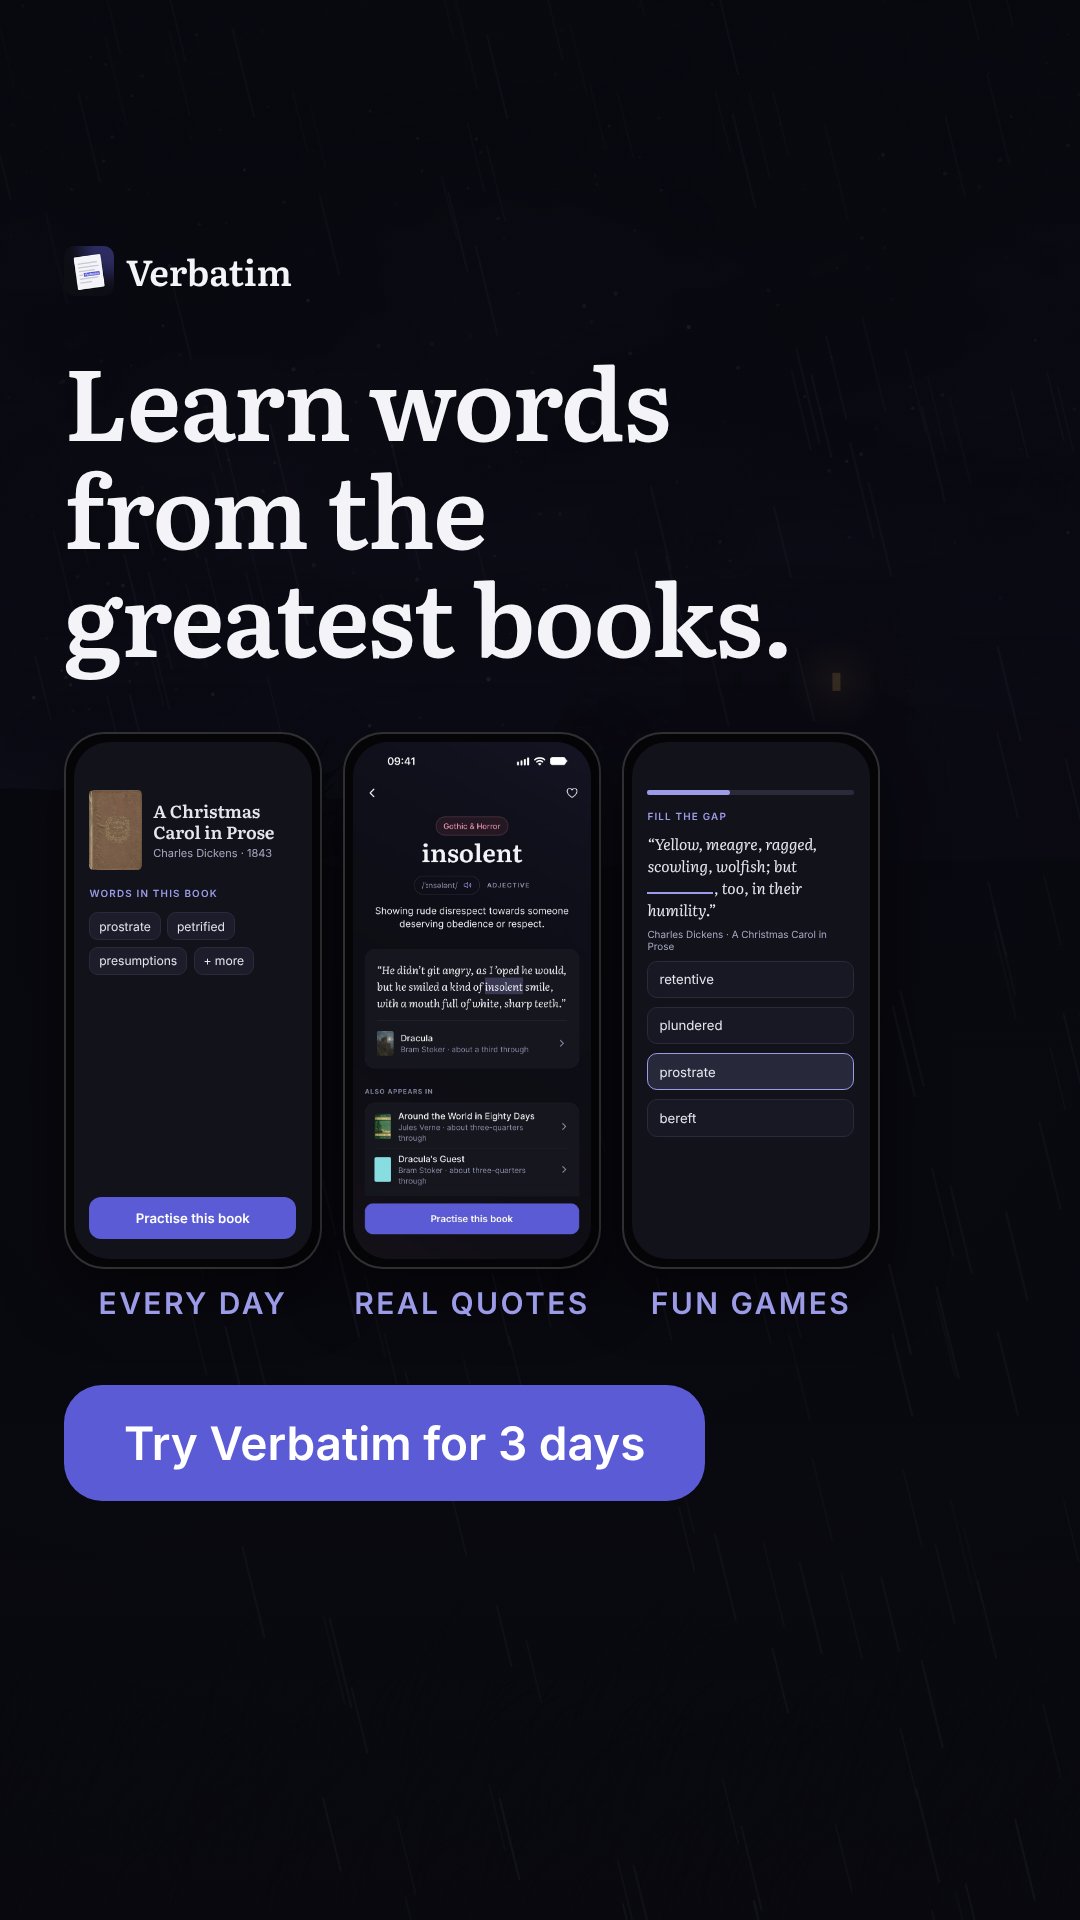 Verbatim
Learn words
from the
greatest books.
A Christmas
Carol in Prose
Charles Dickens · 1843
WORDS IN THIS BOOK
prostrate
petrified
presumptions
+ more
Practise this book
EVERY DAY
09:41
Gothic & Horror
insolent
/ˈɪnsələnt/
ADJECTIVE
Showing rude disrespect towards someone
deserving obedience or respect.
“He didn’t git angry, as I ’oped he would,
but he smiled a kind of insolent smile,
with a mouth full of white, sharp teeth.”
Dracula
Bram Stoker · about a third through
ALSO APPEARS IN
Around the World in Eighty Days
Jules Verne · about three-quarters
through
Dracula's Guest
Bram Stoker · about three-quarters
through
Practise this book
REAL QUOTES
FILL THE GAP
“Yellow, meagre, ragged,
scowling, wolfish; but
________, too, in their
humility.”
Charles Dickens · A Christmas Carol in
Prose
retentive
plundered
prostrate
bereft
FUN GAMES
Try Verbatim for 3 days